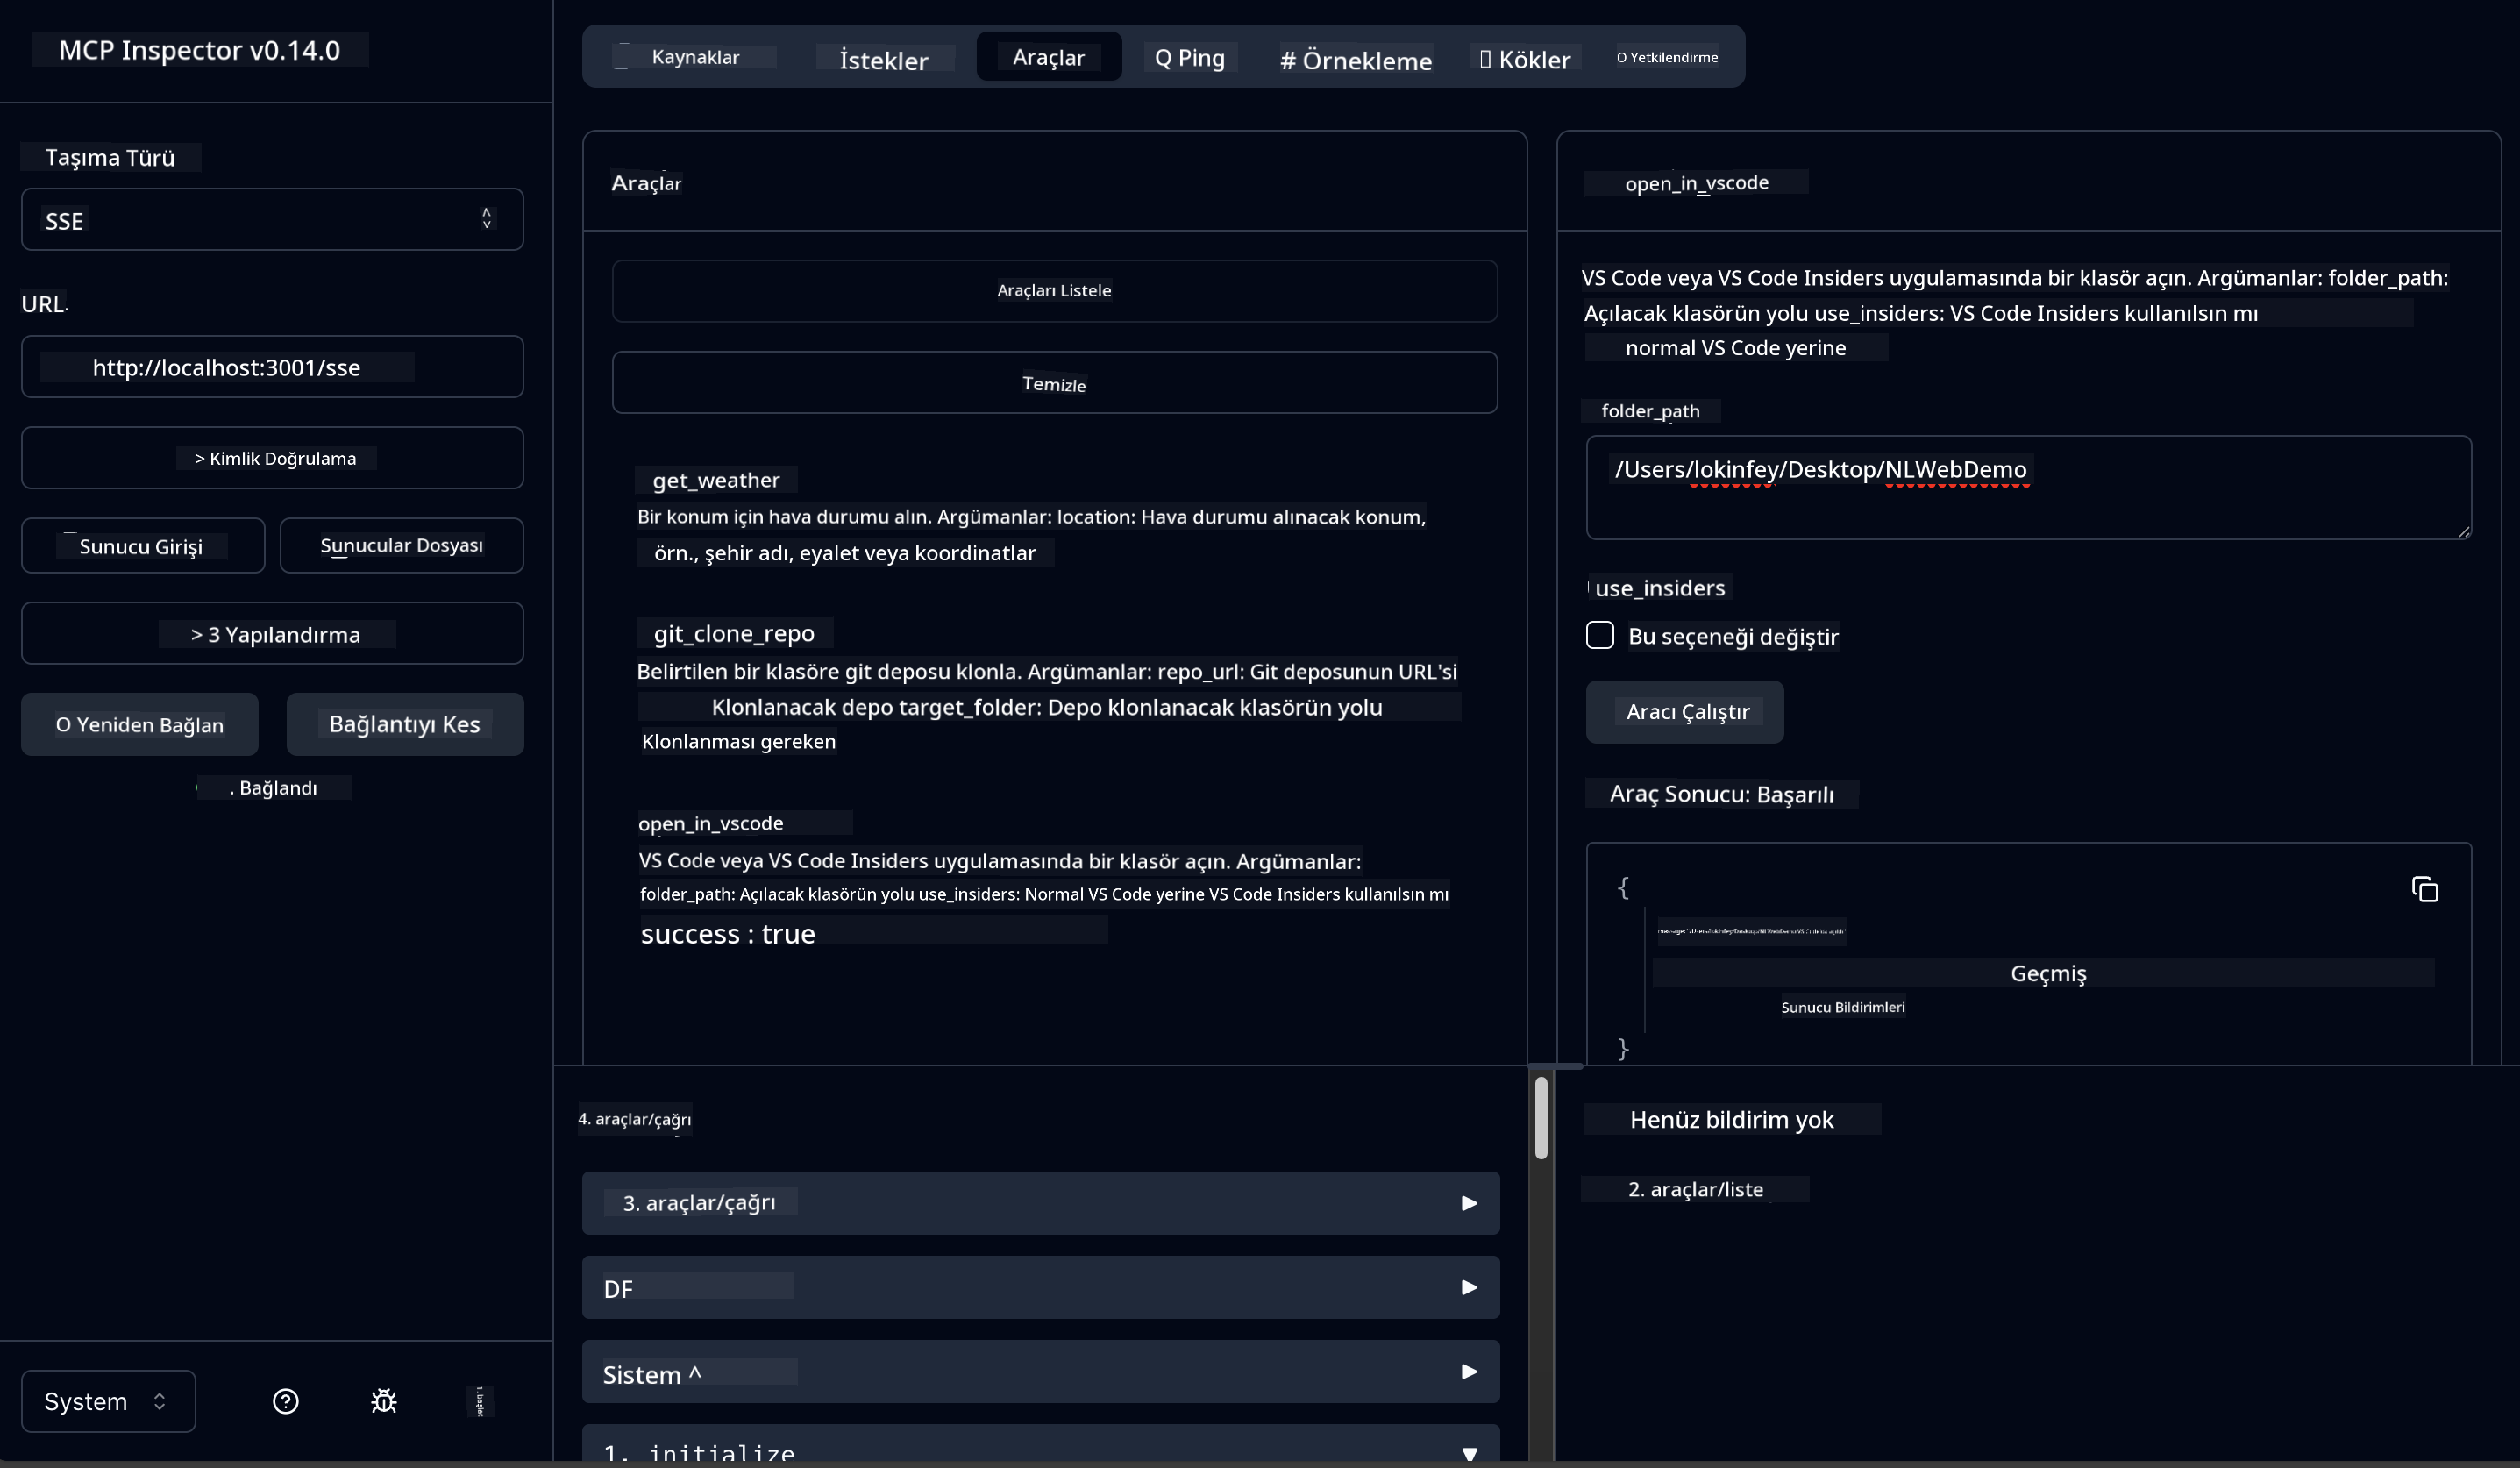 MCP Inspector v0.14.0
Taşıma Türü
SSE
URL.
http://localhost:3001/sse
> Kimlik Doğrulama
Sunucu Girişi
Sunucular Dosyası
> 3 Yapılandırma
O Yeniden Bağlan
Bağlantıyı Kes
. Bağlandı
System
1. başlat
Kaynaklar
İstekler
Araçlar
Q Ping
# Örnekleme
Kökler
O Yetkilendirme
Araçlar
Araçları Listele
Temizle
get_weather
Bir konum için hava durumu alın. Argümanlar: location: Hava durumu alınacak konum,
örn., şehir adı, eyalet veya koordinatlar
git_clone_repo
Belirtilen bir klasöre git deposu klonla. Argümanlar: repo_url: Git deposunun URL'si
Klonlanacak depo target_folder: Depo klonlanacak klasörün yolu
Klonlanması gereken
open_in_vscode
VS Code veya VS Code Insiders uygulamasında bir klasör açın. Argümanlar:
folder_path: Açılacak klasörün yolu use_insiders: Normal VS Code yerine VS Code Insiders kullanılsın mı
success : true
open_in_vscode
VS Code veya VS Code Insiders uygulamasında bir klasör açın. Argümanlar: folder_path:
Açılacak klasörün yolu use_insiders: VS Code Insiders kullanılsın mı
normal VS Code yerine
folder_path
/Users/lokinfey/Desktop/NLWebDemo
use_insiders
Bu seçeneği değiştir
Aracı Çalıştır
Araç Sonucu: Başarılı
{
Geçmiş
Sunucu Bildirimleri
}
4. araçlar/çağrı
3. araçlar/çağrı
DF
Sistem ^
1. initialize
Henüz bildirim yok
2. araçlar/liste